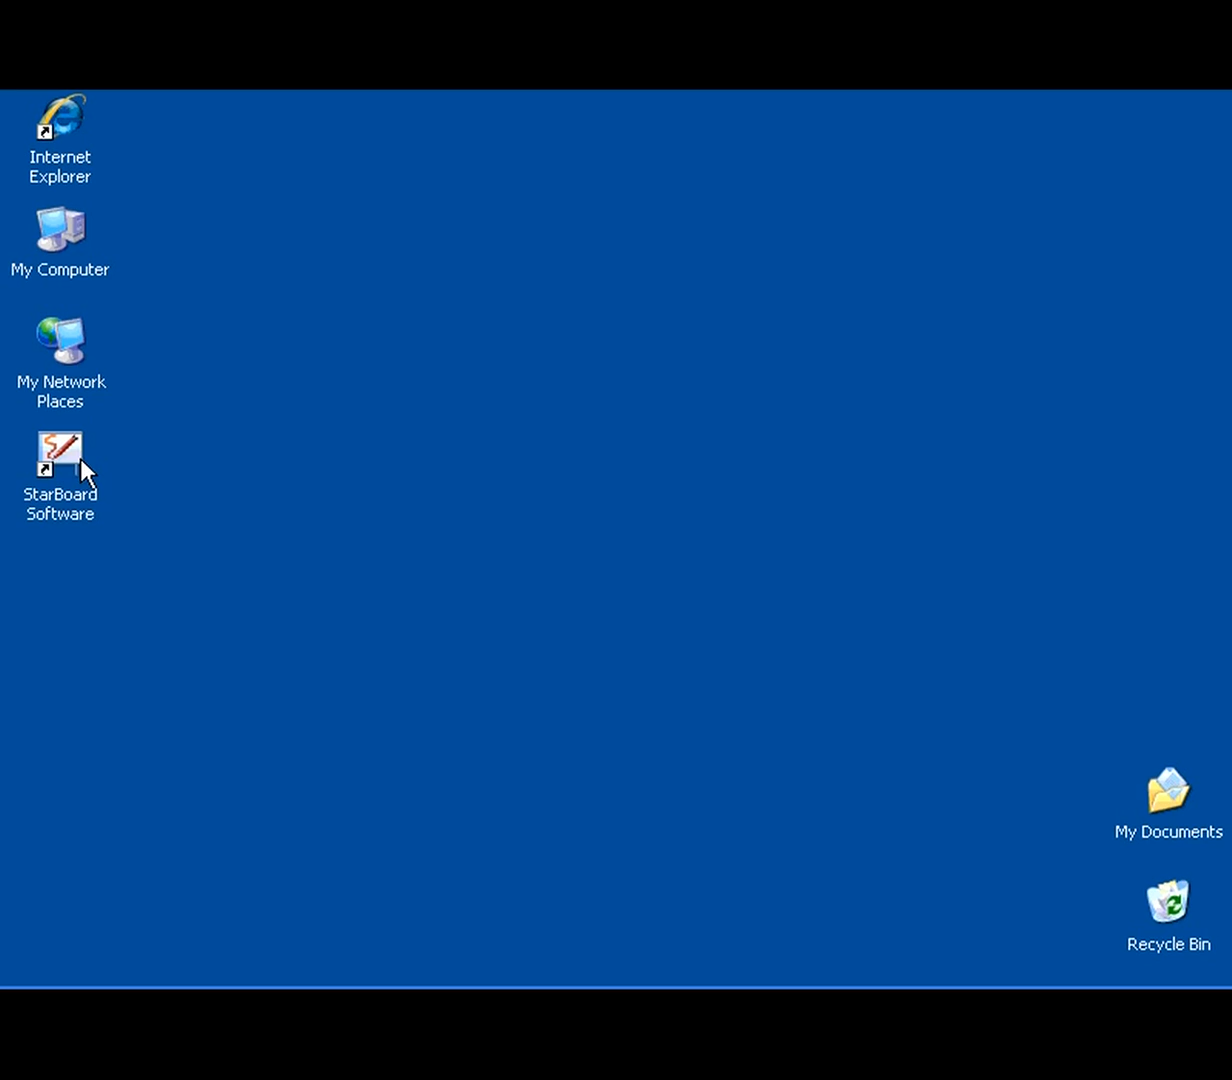 Internet
Explorer
My Computer
My Network
Places
StarBoard
Software
My Documents
Recycle Bin